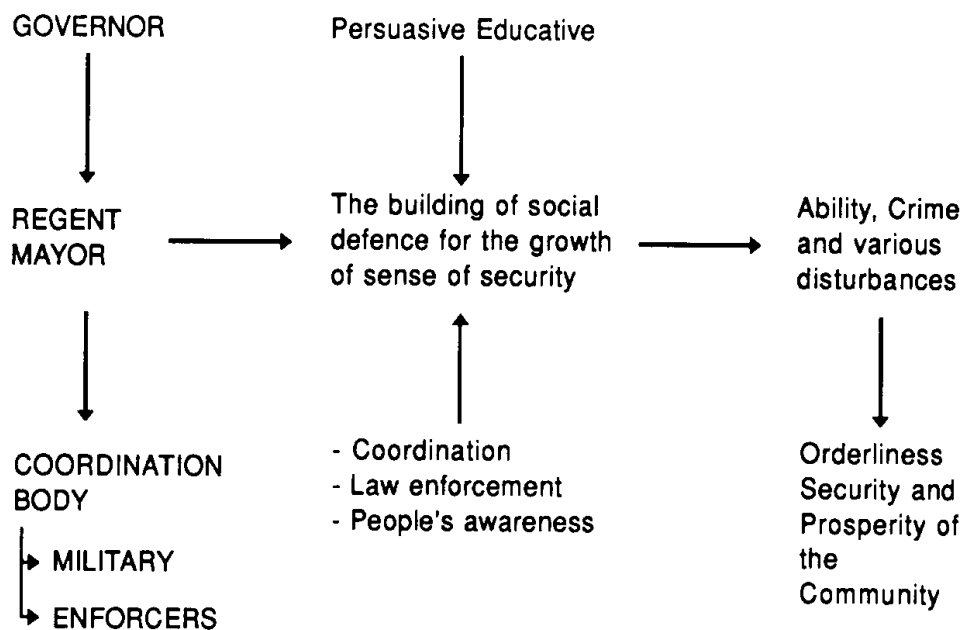 GOVERNOR
Persuasive Educative
REGENT
MAYOR
The building of social
defence for the growth
of sense of security
Ability, Crime
and various
disturbances
COORDINATION
BODY
MILITARY
ENFORCERS
- Coordination
- Law enforcement
- People's awareness
Orderliness
Security and
Prosperity of
the
Community